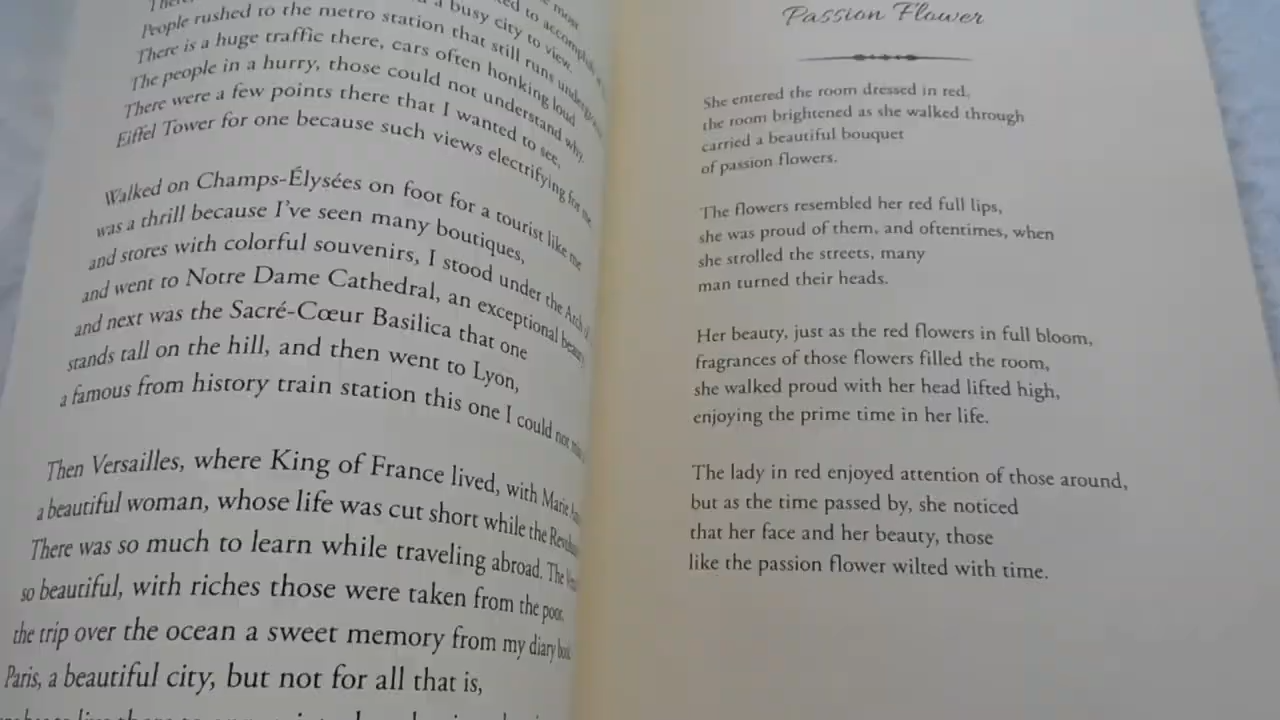 a busy city to view.
People rushed to the metro station that still runs underground
There is a huge traffic there, cars often honking loud
The people in a hurry, those could not understand why.
There were a few points there that I wanted to see,
Eiffel Tower for one because such views electrifying for me
Walked on Champs-Élysées on foot for a tourist like me
was a thrill because I've seen many boutiques,
and stores with colorful souvenirs, I stood under the Arch
and went to Notre Dame Cathedral, an exceptional beauty
and next was the Sacré-Cœur Basilica that one
stands tall on the hill, and then went to Lyon,
a famous from history train station this one I could not
Then Versailles, where King of France lived, with Marie
a beautiful woman, whose life was cut short while the
There was so much to learn while traveling abroad. The
so beautiful, with riches those were taken from the poor,
the trip over the ocean a sweet memory from my diary book
Paris, a beautiful city, but not for all that is,
Passion Flower
She entered the room dressed in red,
the room brightened as she walked through
carried a beautiful bouquet
of passion flowers.
The flowers resembled her red full lips,
she was proud of them, and oftentimes, when
she strolled the streets, many
man turned their heads.
Her beauty, just as the red flowers in full bloom,
fragrances of those flowers filled the room,
she walked proud with her head lifted high,
enjoying the prime time in her life.
The lady in red enjoyed attention of those around,
but as the time passed by, she noticed
that her face and her beauty, those
like the passion flower wilted with time.